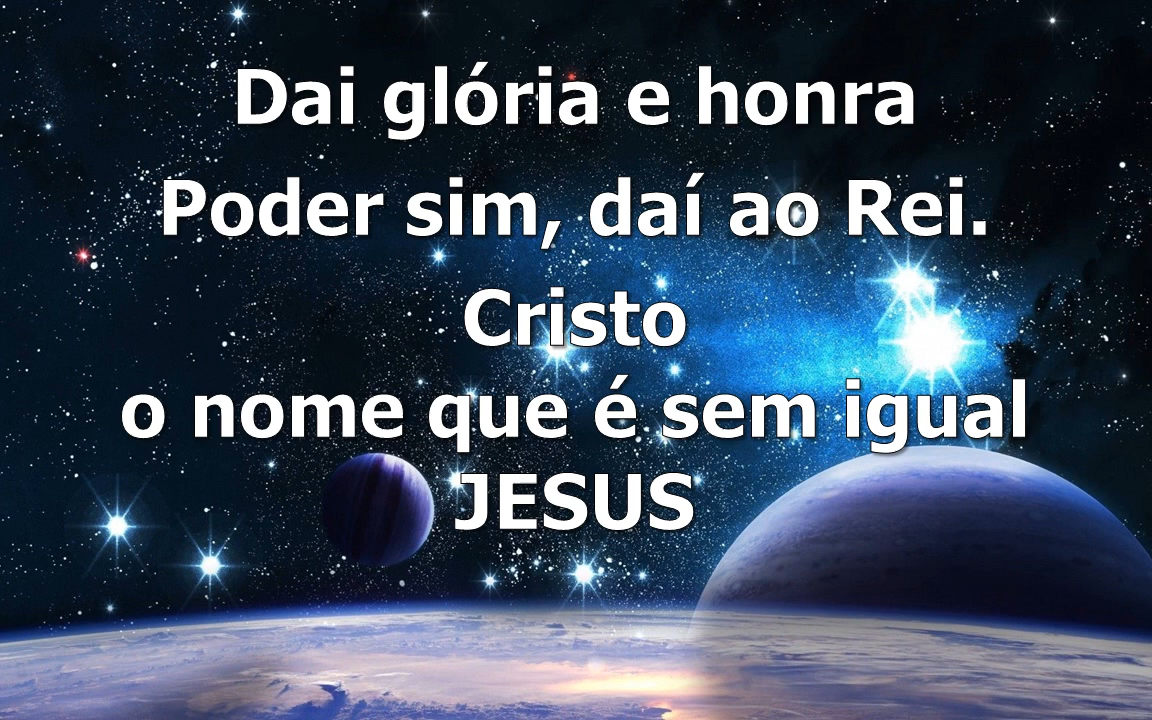 Dai glória e honra
Poder sim, daí ao Rei.
Cristo
o nome que é sem igual
JESUS